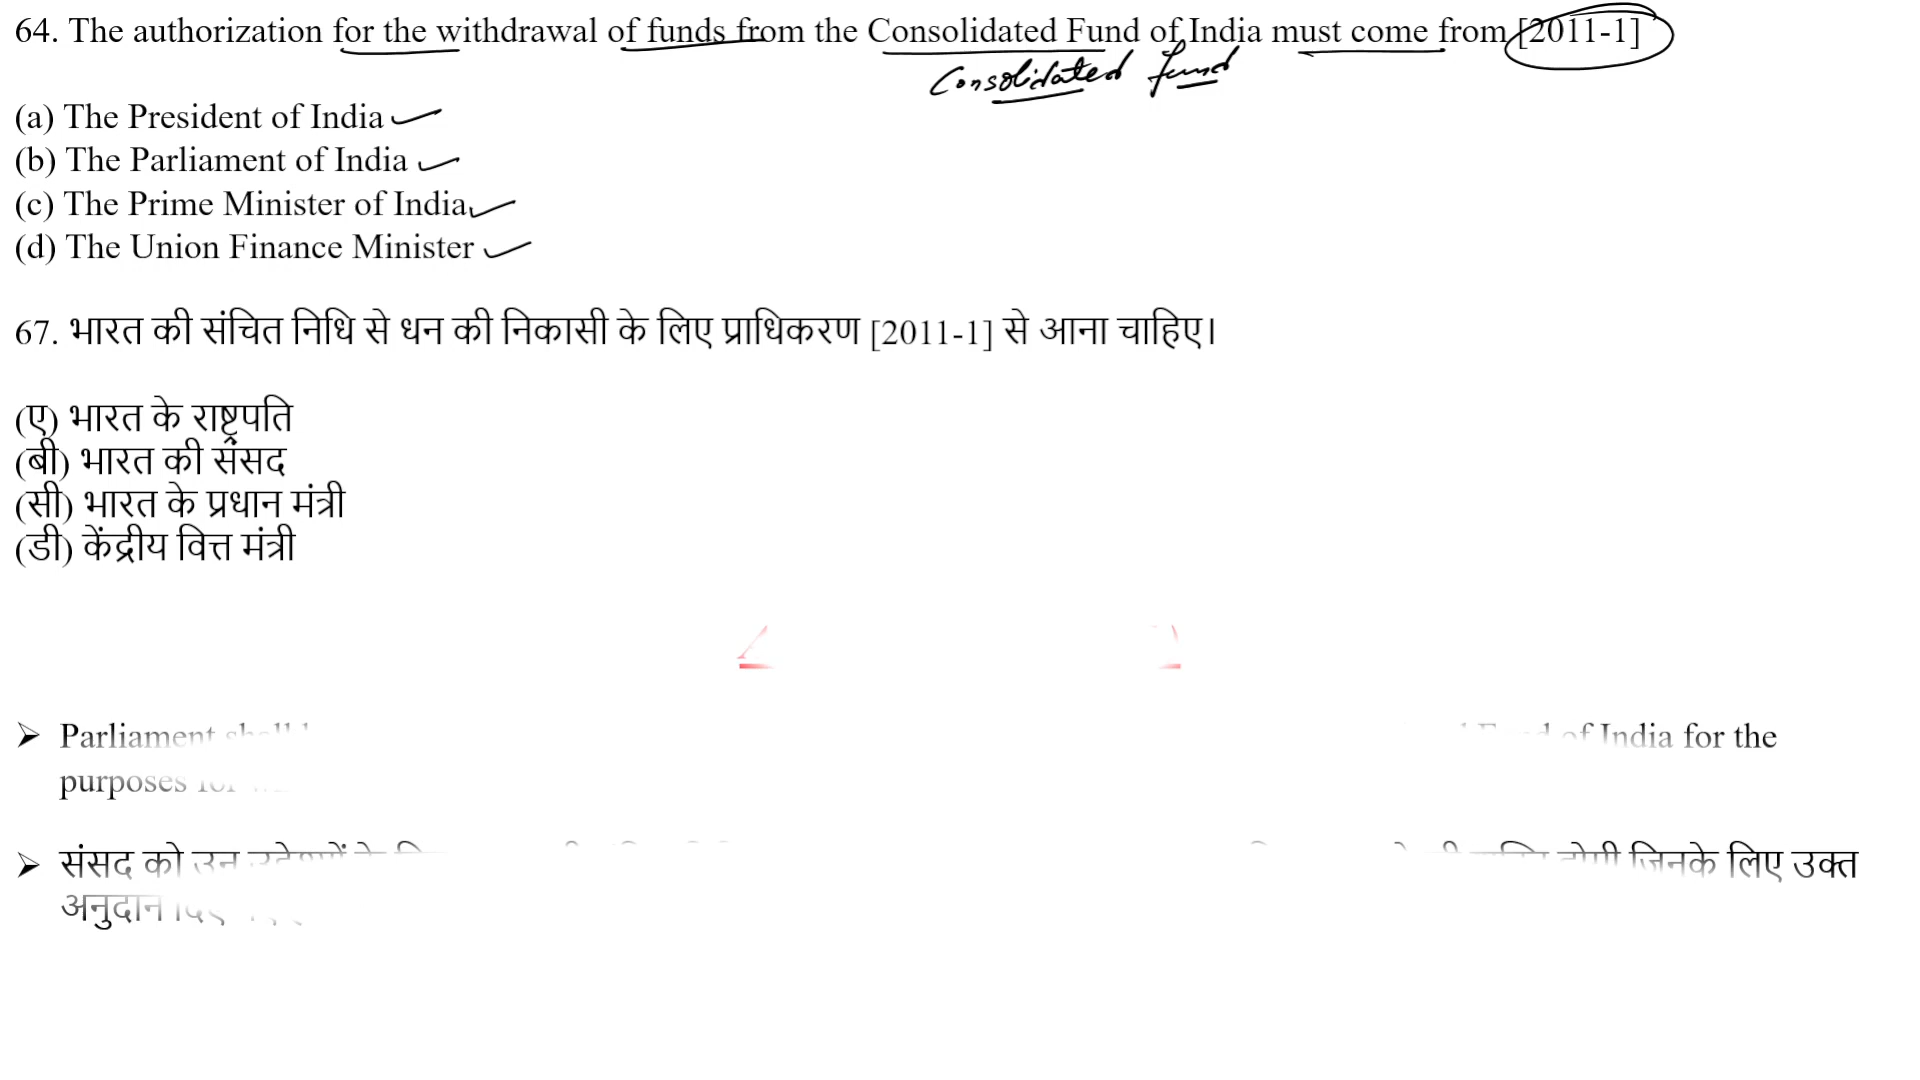 64. The authorization for the withdrawal of funds from the Consolidated Fund of India must come from [2011-1]
Consolidated fund
(a) The President of India
(b) The Parliament of India
(c) The Prime Minister of India
(d) The Union Finance Minister
67. भारत की संचित निधि से धन की निकासी के लिए प्राधिकरण [2011-1] से आना चाहिए।
(ए) भारत के राष्ट्रपति
(बी) भारत की संसद
(सी) भारत के प्रधान मंत्री
(डी) केंद्रीय वित्त मंत्री
Parliament of India for the
purposes
संसद को उन जिनके लिए उक्त
अनुदान